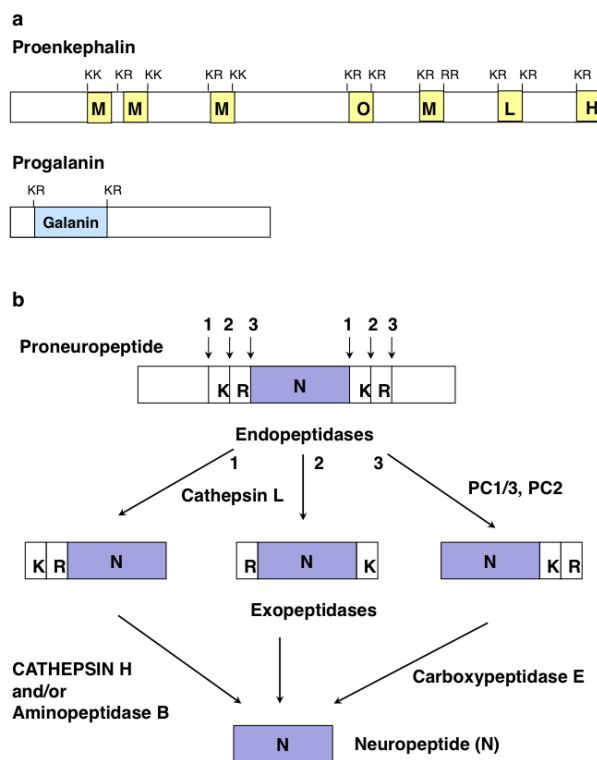 a
Proenkephalin
KK KR KK KR KK KR KR KR RR KR KR KR
M M M O M L H
Progalanin
KR KR
Galanin
b
1 2 3 1 2 3
Proneuropeptide
K R N K R
Endopeptidases
1 2 3
Cathepsin L
PC1/3, PC2
K R N R N K N K R
Exopeptidases
CATHEPSIN H
and/or
Aminopeptidase B
Carboxypeptidase E
N
Neuropeptide (N)